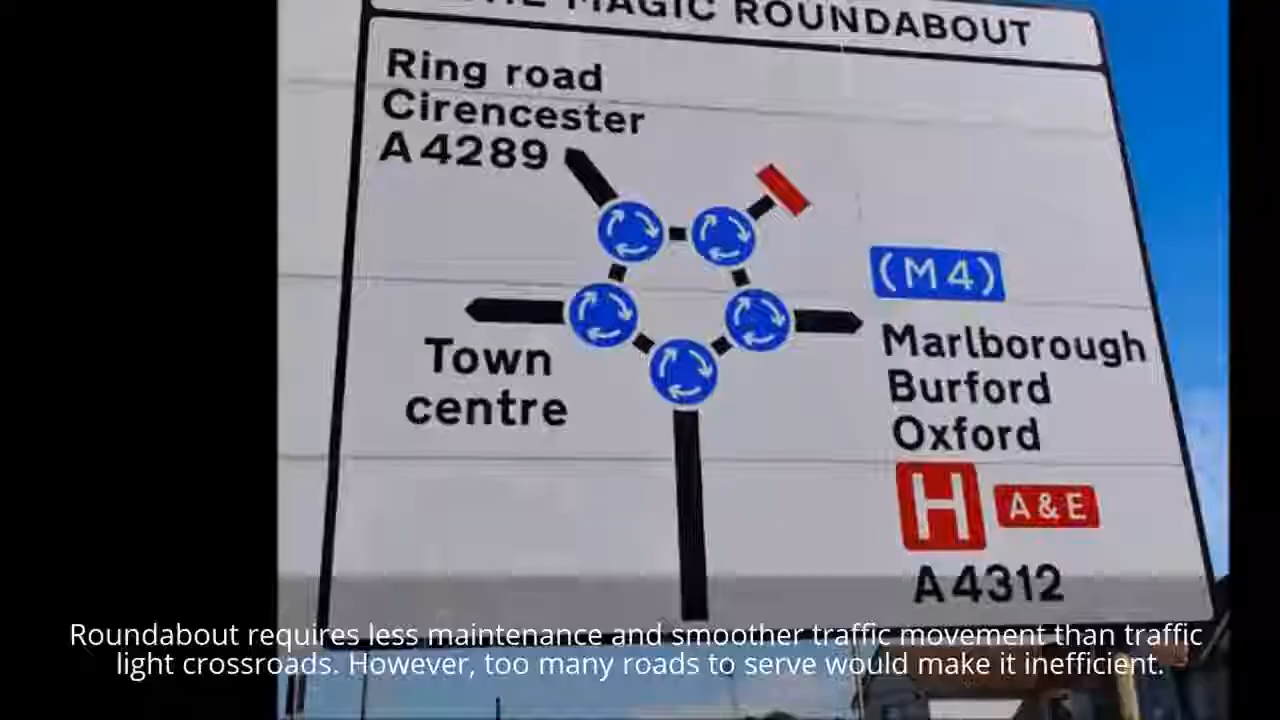 THE MAGIC ROUNDABOUT
Ring road
Cirencester
A4289
(M4)
Marlborough
Burford
Oxford
Town
centre
H A & E
A4312
Roundabout requires less maintenance and smoother traffic movement than traffic
light crossroads. However, too many roads to serve would make it inefficient.